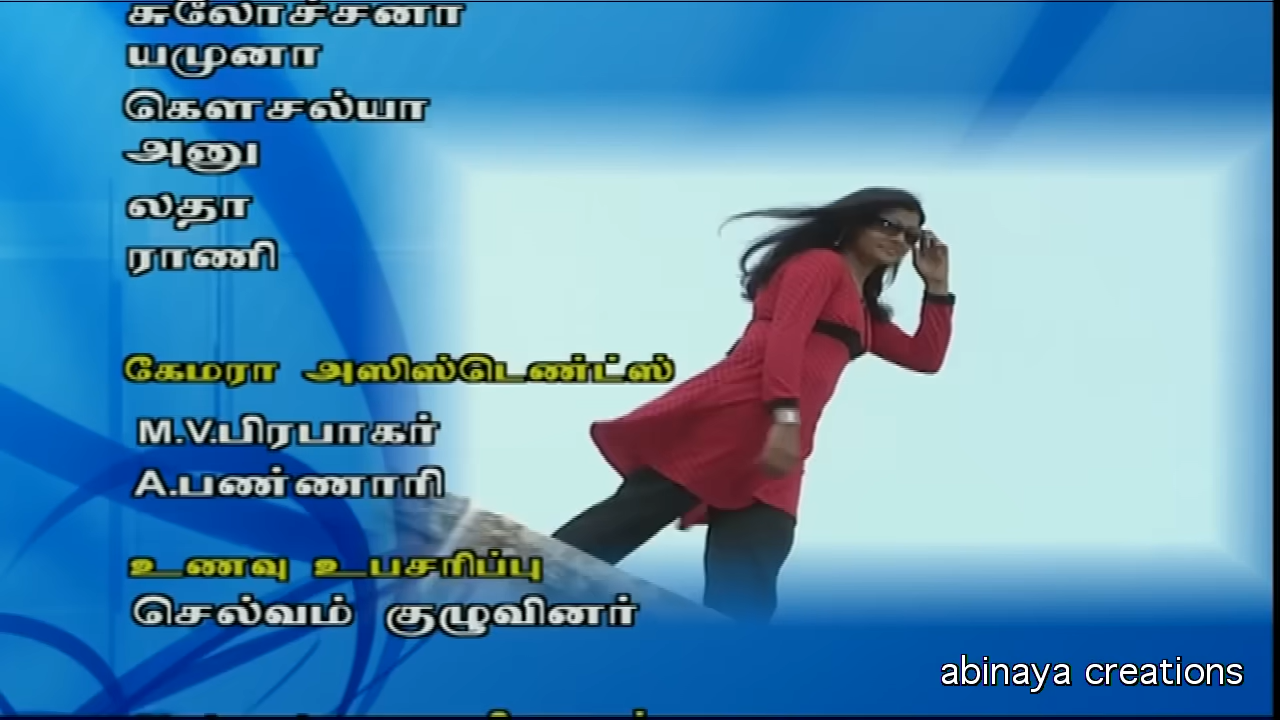 சுலோச்சனா
யமுனா
கௌசல்யா
அனு
லதா
ராணி
கேமரா அஸிஸ்டெண்ட்ஸ்
M.V.பிரபாகர்
A.பண்ணாரி
உணவு உபசரிப்பு
செல்வம் குழுவினர்
abinaya creations